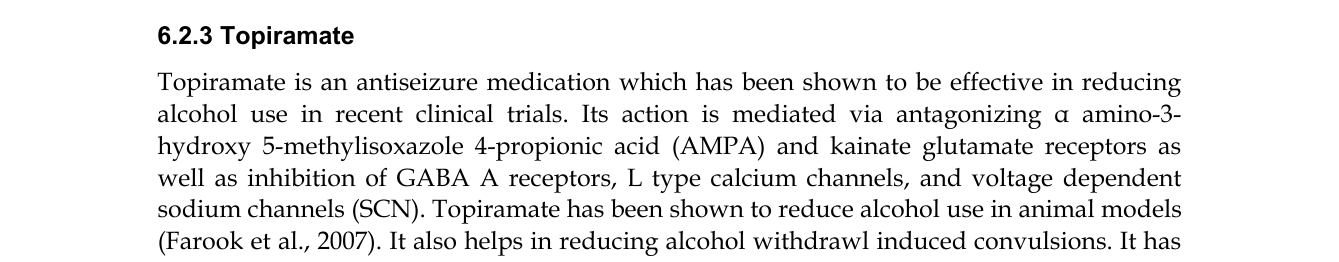 6.2.3 Topiramate
Topiramate is an antiseizure medication which has been shown to be effective in reducing
alcohol use in recent clinical trials. Its action is mediated via antagonizing α amino-3-
hydroxy 5-methylisoxazole 4-propionic acid (AMPA) and kainate glutamate receptors as
well as inhibition of GABA A receptors, L type calcium channels, and voltage dependent
sodium channels (SCN). Topiramate has been shown to reduce alcohol use in animal models
(Farook et al., 2007). It also helps in reducing alcohol withdrawl induced convulsions. It has